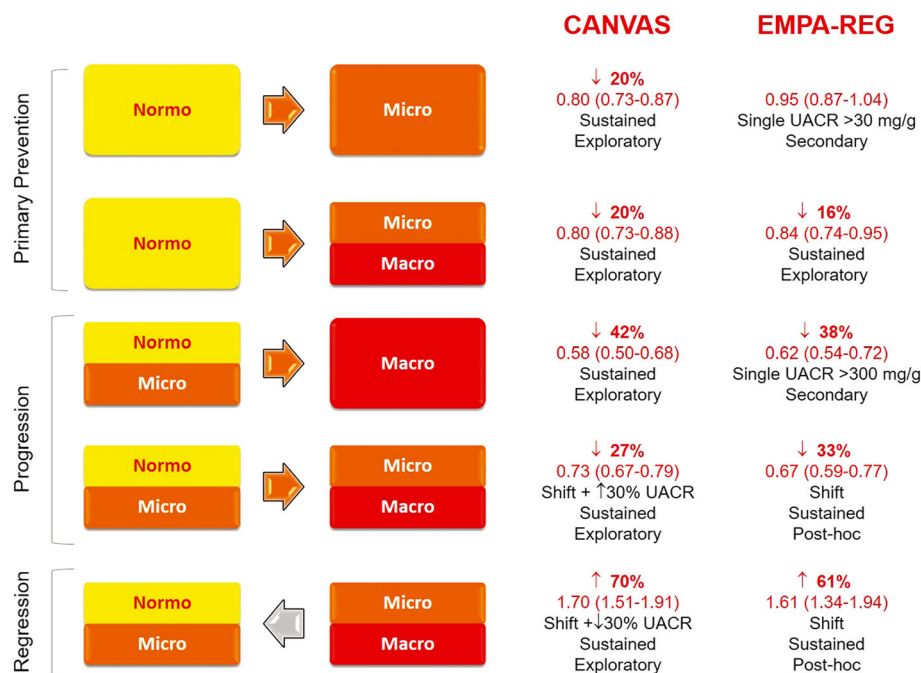 CANVAS EMPA-REG
Primary Prevention
Normo
Micro
↓ 20%
0.80 (0.73-0.87)
Sustained
Exploratory
0.95 (0.87-1.04)
Single UACR >30 mg/g
Secondary
Normo
Micro
Macro
↓ 20%
0.80 (0.73-0.88)
Sustained
Exploratory
↓ 16%
0.84 (0.74-0.95)
Sustained
Exploratory
Progression
Normo
Micro
Macro
↓ 42%
0.58 (0.50-0.68)
Sustained
Exploratory
↓ 38%
0.62 (0.54-0.72)
Single UACR >300 mg/g
Secondary
Normo
Micro
Micro
Macro
↓ 27%
0.73 (0.67-0.79)
Shift + ↑30% UACR
Sustained
Exploratory
↓ 33%
0.67 (0.59-0.77)
Shift
Sustained
Post-hoc
Regression
Normo
Micro
Micro
Macro
↑ 70%
1.70 (1.51-1.91)
Shift +↓30% UACR
Sustained
Exploratory
↑ 61%
1.61 (1.34-1.94)
Shift
Sustained
Post-hoc